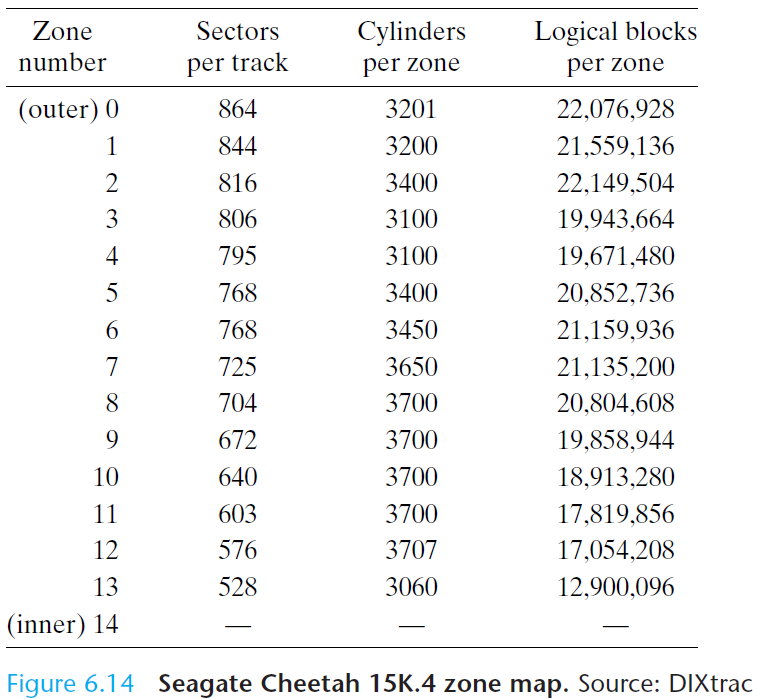 Zone Sectors Cylinders Logical blocks
number per track per zone per zone
(outer) 0 864 3201 22,076,928
1 844 3200 21,559,136
2 816 3400 22,149,504
3 806 3100 19,943,664
4 795 3100 19,671,480
5 768 3400 20,852,736
6 768 3450 21,159,936
7 725 3650 21,135,200
8 704 3700 20,804,608
9 672 3700 19,858,944
10 640 3700 18,913,280
11 603 3700 17,819,856
12 576 3707 17,054,208
13 528 3060 12,900,096
(inner) 14 — — —
Figure 6.14 Seagate Cheetah 15K.4 zone map. Source: DIXtrac